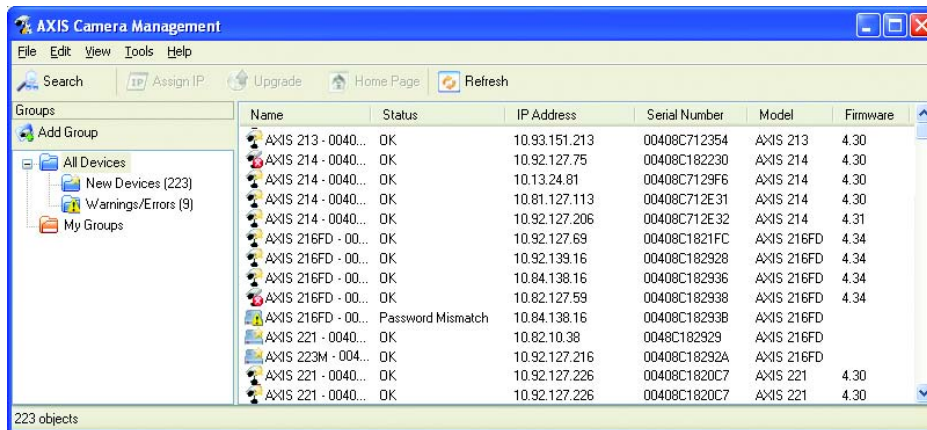 AXIS Camera Management
File Edit View Tools Help
Search Assign IP Upgrade Home Page Refresh
Groups
Add Group
All Devices
New Devices (223)
Warnings/Errors (9)
My Groups
Name Status IP Address Serial Number Model Firmware
AXIS 213 - 0040... OK 10.93.151.213 00408C712354 AXIS 213 4.30
AXIS 214 - 0040... OK 10.92.127.75 00408C182230 AXIS 214 4.30
AXIS 214 - 0040... OK 10.13.24.81 00408C7129F6 AXIS 214 4.30
AXIS 214 - 0040... OK 10.81.127.113 00408C712E31 AXIS 214 4.30
AXIS 214 - 0040... OK 10.92.127.206 00408C712E32 AXIS 214 4.31
AXIS 216FD - 00... OK 10.92.127.69 00408C1821FC AXIS 216FD 4.34
AXIS 216FD - 00... OK 10.92.139.16 00408C182928 AXIS 216FD 4.34
AXIS 216FD - 00... OK 10.84.138.16 00408C182936 AXIS 216FD 4.34
AXIS 216FD - 00... OK 10.82.127.59 00408C182938 AXIS 216FD 4.34
AXIS 216FD - 00... Password Mismatch 10.84.138.16 00408C18293B AXIS 216FD
AXIS 221 - 0040... OK 10.82.10.38 0048C182929 AXIS 216FD
AXIS 223M - 004... OK 10.92.127.216 00408C18292A AXIS 216FD
AXIS 221 - 0040... OK 10.92.127.226 00408C1820C7 AXIS 221 4.30
AXIS 221 - 0040... OK 10.92.127.226 00408C1820C7 AXIS 221 4.30
223 objects